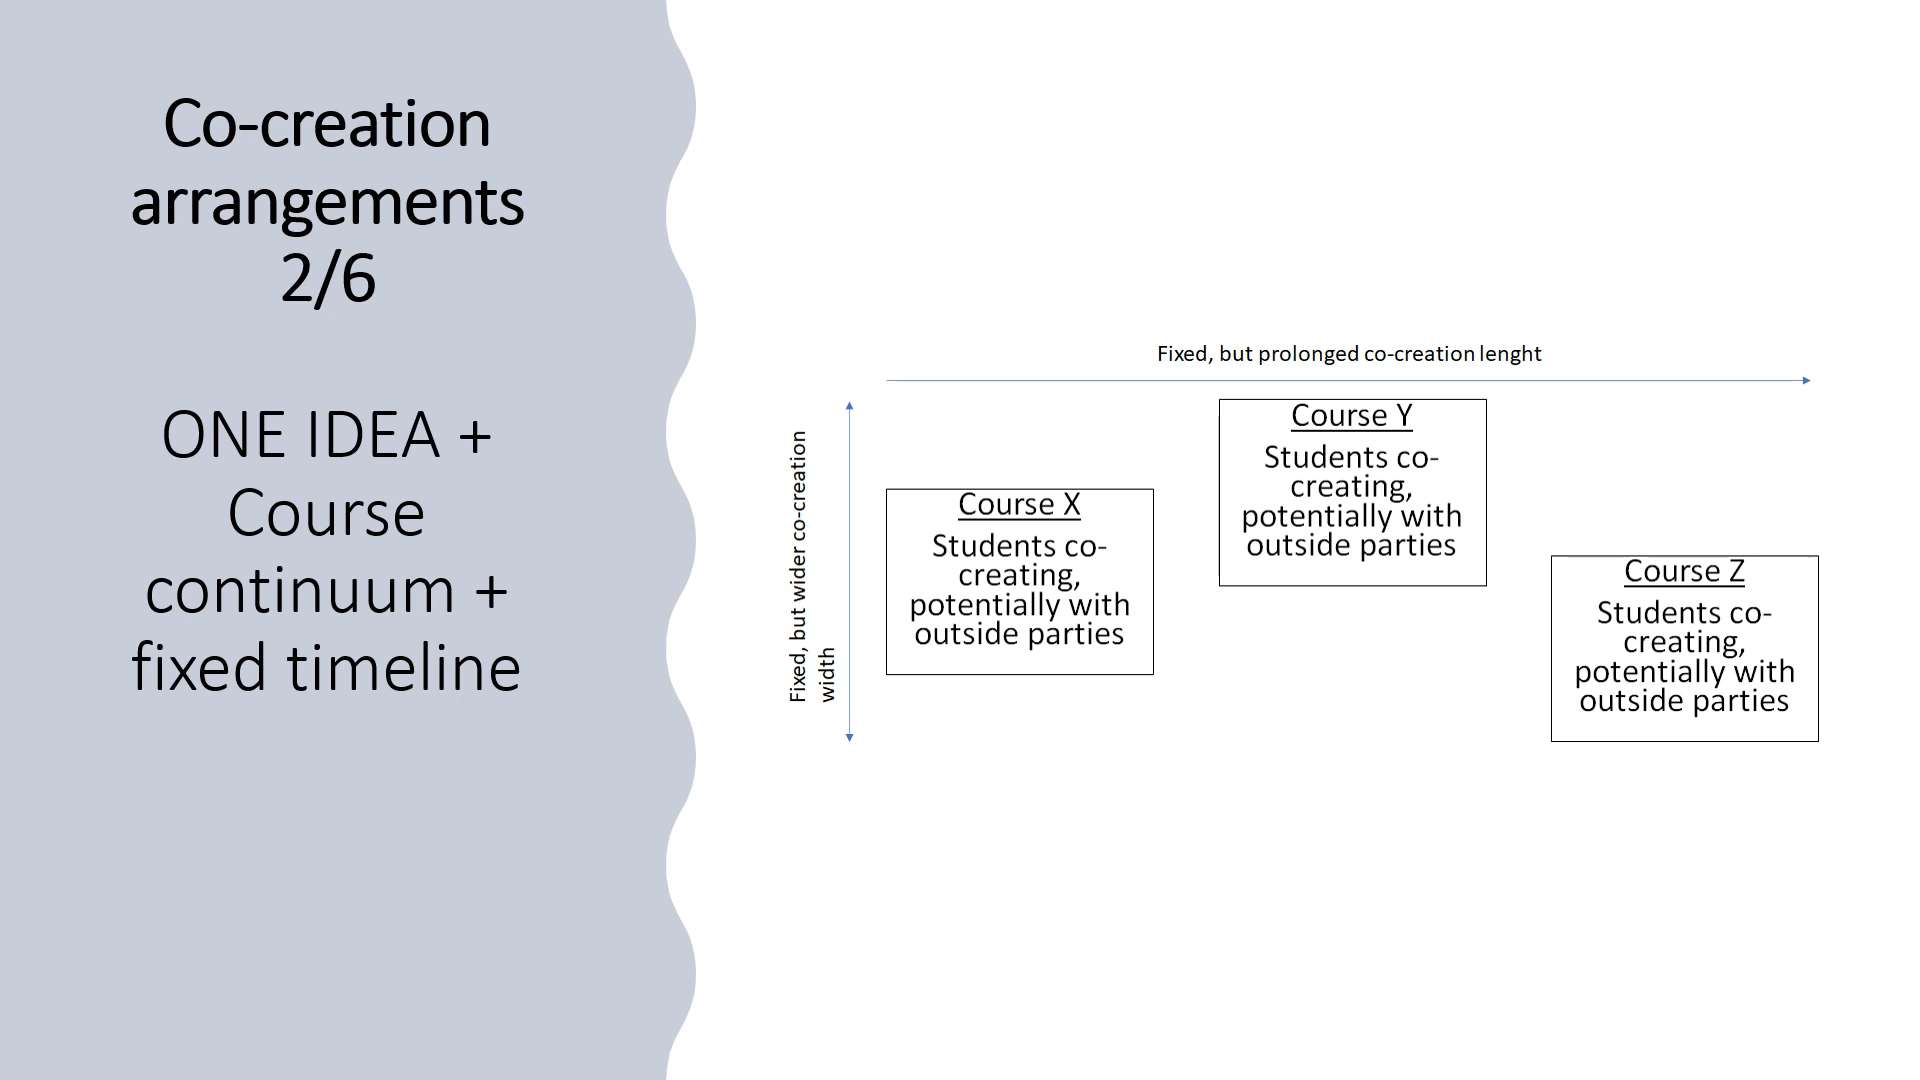 Co-creation
arrangements
2/6
ONE IDEA +
Course
continuum +
fixed timeline
Fixed, but prolonged co-creation lenght
Fixed, but wider co-creation
width
Course X
Students co-
creating,
potentially with
outside parties
Course Y
Students co-
creating,
potentially with
outside parties
Course Z
Students co-
creating,
potentially with
outside parties